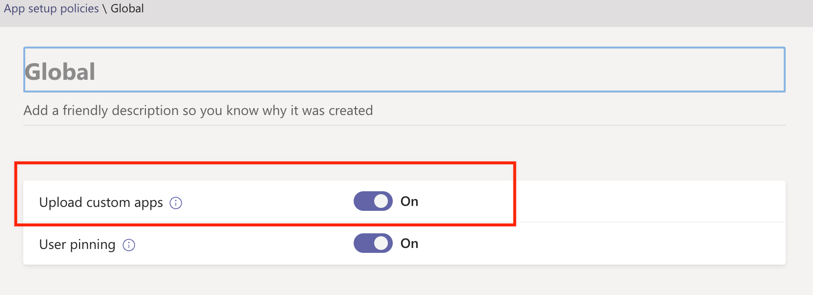 App setup policies \ Global
Global
Add a friendly description so you know why it was created
Upload custom apps On
User pinning On